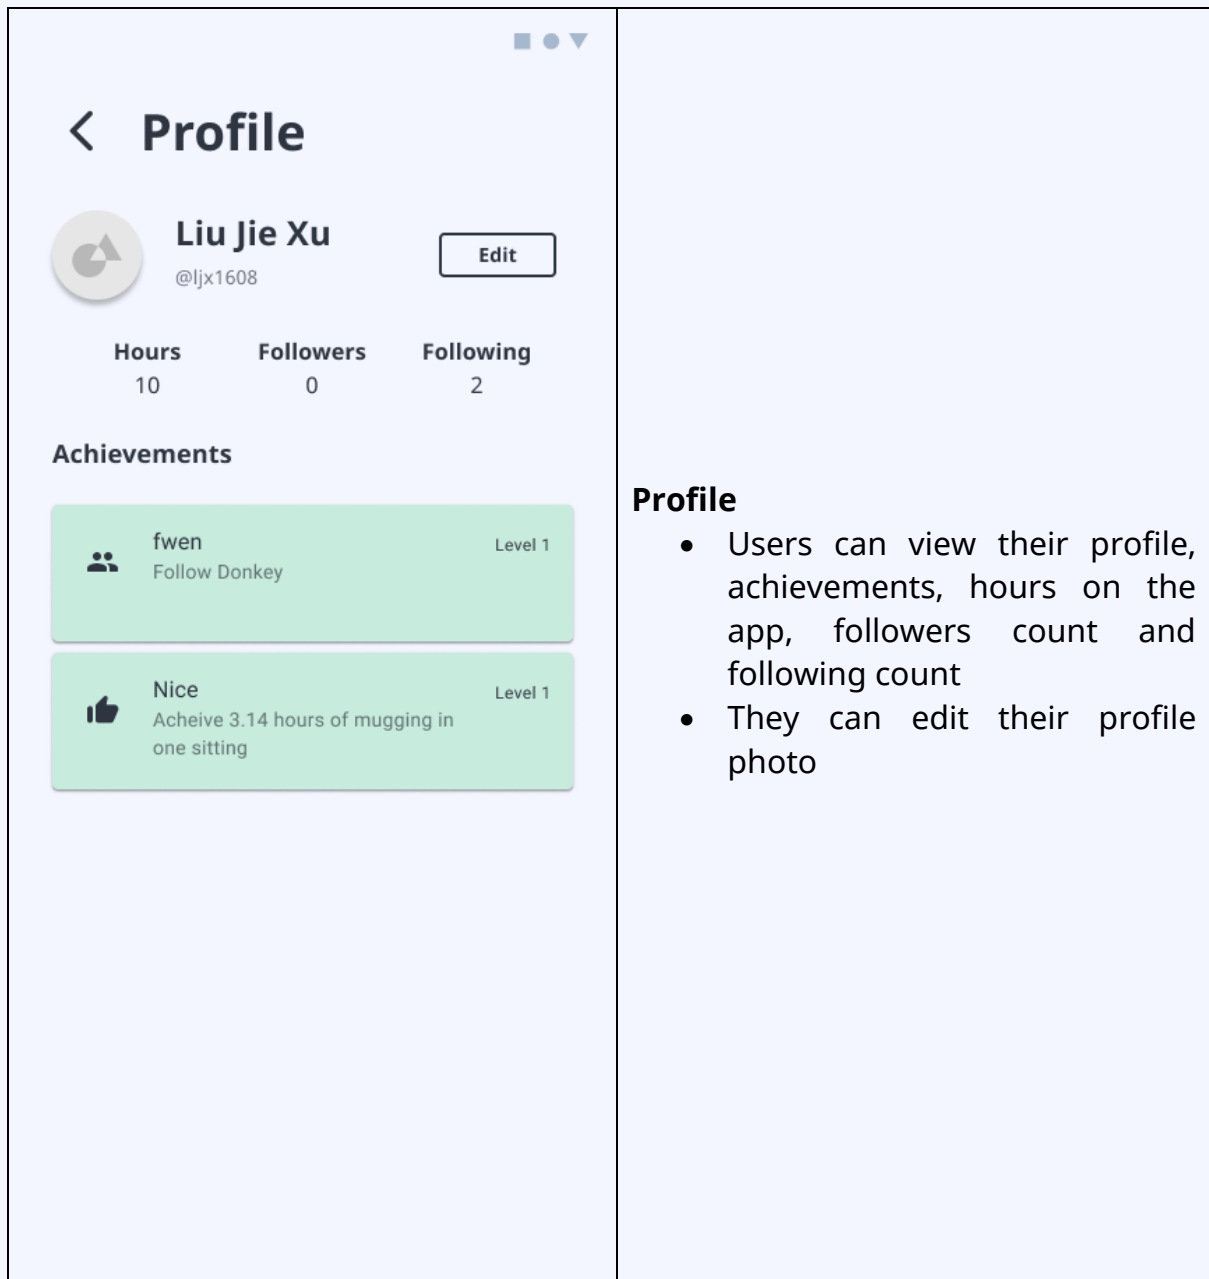 Profile
Liu Jie Xu
@ljx1608
Edit
Hours Followers Following
10 0 2
Achievements
fwen Level 1
Follow Donkey
Nice Level 1
Acheive 3.14 hours of mugging in
one sitting
Profile
• Users can view their profile,
achievements, hours on the
app, followers count and
following count
• They can edit their profile
photo